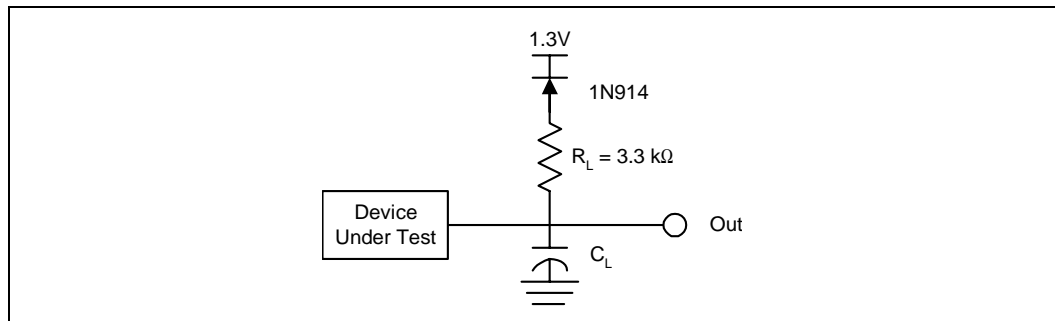 1.3V
1N914
R_L = 3.3 kΩ
Device
Under Test
Out
C_L